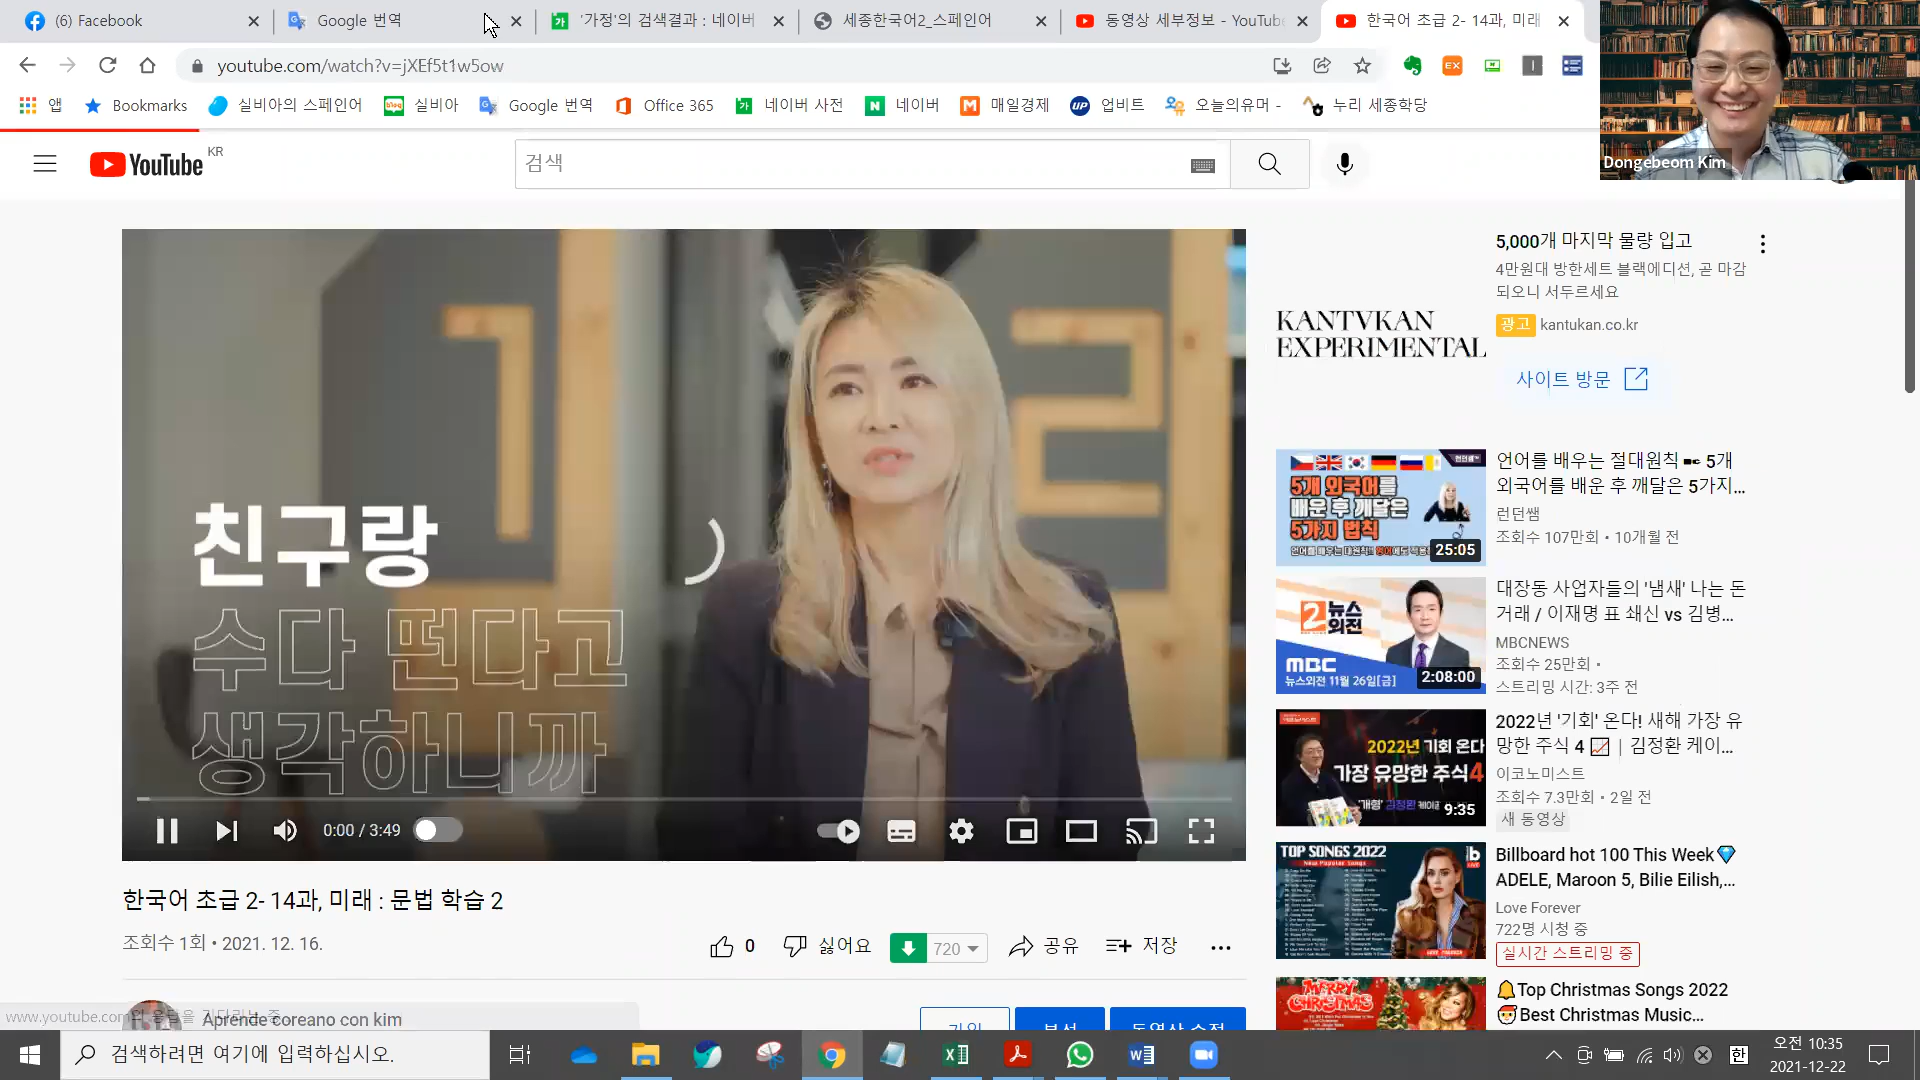 (6) Facebook
Google 번역
'가정'의 검색결과 : 네이버
세종한국어2_스페인어
동영상 세부정보 - YouTube
한국어 초급 2- 14과, 미래
youtube.com/watch?v=jXEf5t1w5ow
앱
Bookmarks
실비아의 스페인어
실비아
Google 번역
Office 365
네이버 사전
네이버
매일경제
업비트
오늘의유머 -
누리 세종학당
Dongebeom Kim
YouTube KR
검색
친구랑
수다 떤다고
생각하니까
0:00 / 3:49
한국어 초급 2- 14과, 미래 : 문법 학습 2
조회수 1회 • 2021. 12. 16.
0
싫어요
720
공유
저장
Aprende coreano con kim
5,000개 마지막 물량 입고
4만원대 방한세트 블랙에디션, 곧 마감
되오니 서두르세요
광고 kantukan.co.kr
KANTVKAN
EXPERIMENTAL
사이트 방문
5개 외국어를
배운 후 깨달은
5가지 법칙
25:05
언어를 배우는 절대원칙 5개
외국어를 배운 후 깨달은 5가지...
런던쌤
조회수 107만회 • 10개월 전
2뉴스
외전
MBC
뉴스외전 11월 26일[금]
2:08:00
대장동 사업자들의 '냄새' 나는 돈
거래 / 이재명 표 쇄신 vs 김병...
MBCNEWS
조회수 25만회 •
스트리밍 시간: 3주 전
2022년 기회 온다
가장 유망한 주식4
9:35
2022년 '기회' 온다! 새해 가장 유
망한 주식 4 | 김정환 케이...
이코노미스트
조회수 7.3만회 • 2일 전
새 동영상
TOP SONGS 2022
New Popular Songs
Billboard hot 100 This Week
ADELE, Maroon 5, Bilie Eilish,...
Love Forever
722명 시청 중
실시간 스트리밍 중
MERRY
CHRISTMAS
Top Christmas Songs 2022
Best Christmas Music...
검색하려면 여기에 입력하십시오.
한
오전 10:35
2021-12-22